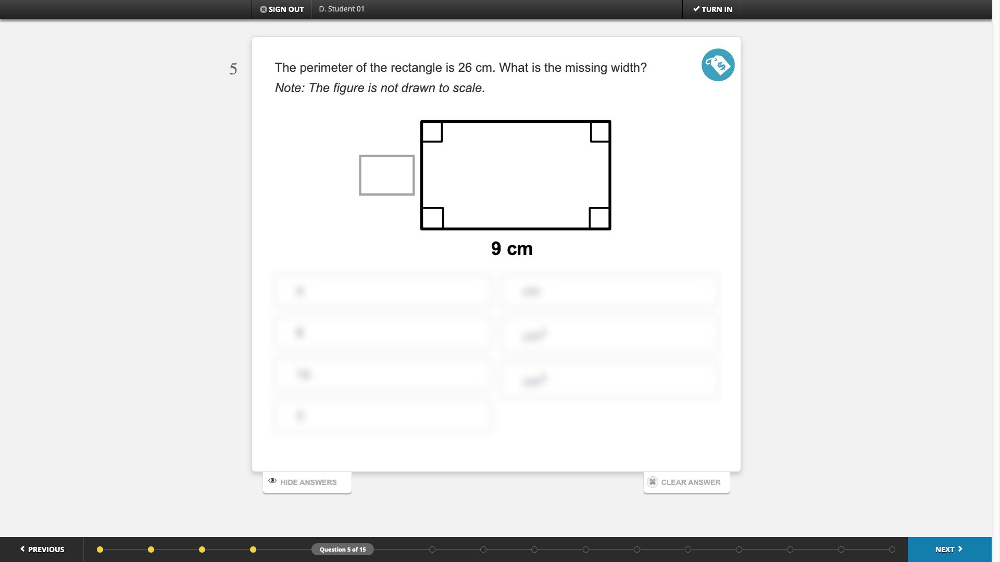 SIGN OUT
D. Student 01
TURN IN
5
The perimeter of the rectangle is 26 cm. What is the missing width?
Note: The figure is not drawn to scale.
$
9 cm
HIDE ANSWERS
CLEAR ANSWER
PREVIOUS
Question 5 of 15
NEXT